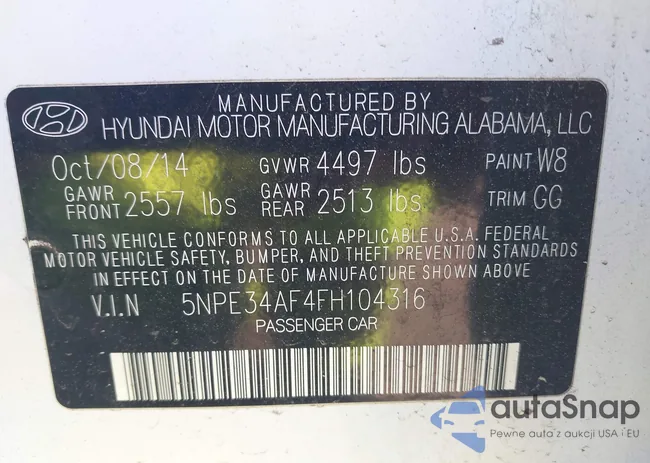 MANUFACTURED BY
HYUNDAI MOTOR MANUFACTURING ALABAMA, LLC
Oct/08/14 GVWR 4497 lbs PAINT W8
GAWR FRONT 2557 lbs GAWR REAR 2513 lbs TRIM GG
THIS VEHICLE CONFORMS TO ALL APPLICABLE U.S.A. FEDERAL
MOTOR VEHICLE SAFETY, BUMPER, AND THEFT PREVENTION STANDARDS
IN EFFECT ON THE DATE OF MANUFACTURE SHOWN ABOVE
V.I.N 5NPE34AF4FH104316
PASSENGER CAR
autaSnap
Pewne auta z aukcji USA i EU